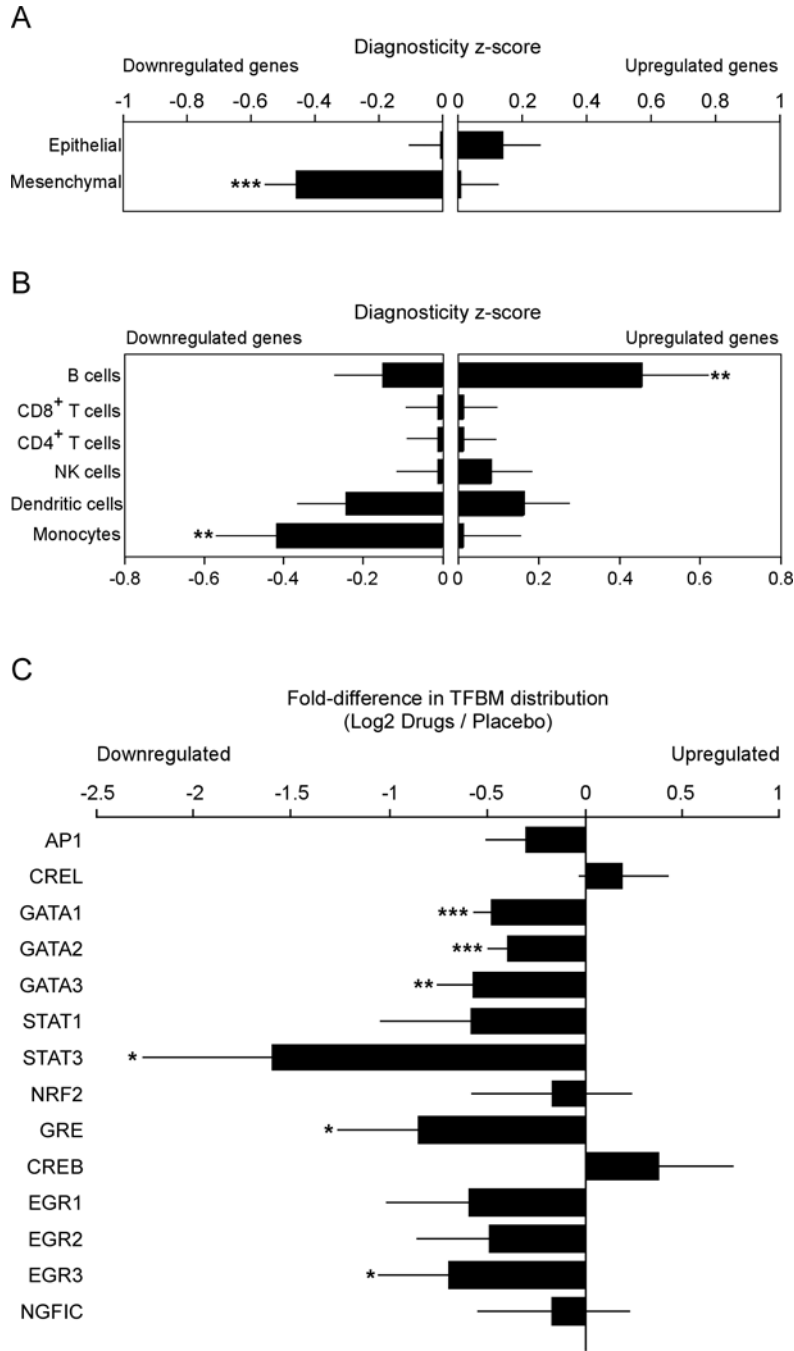 A
Diagnosticity z-score
Downregulated genes Upregulated genes
-1 -0.8 -0.6 -0.4 -0.2 0 0 0.2 0.4 0.6 0.8 1
Epithelial
Mesenchymal ***
B
Diagnosticity z-score
Downregulated genes Upregulated genes
B cells **
CD8+ T cells
CD4+ T cells
NK cells
Dendritic cells
Monocytes **
-0.8 -0.6 -0.4 -0.2 0 0 0.2 0.4 0.6 0.8
C
Fold-difference in TFBM distribution
(Log2 Drugs / Placebo)
Downregulated Upregulated
-2.5 -2 -1.5 -1 -0.5 0 0.5 1
AP1
CREL
GATA1 ***
GATA2 ***
GATA3 **
STAT1
STAT3 *
NRF2
GRE *
CREB
EGR1
EGR2
EGR3 *
NGFIC